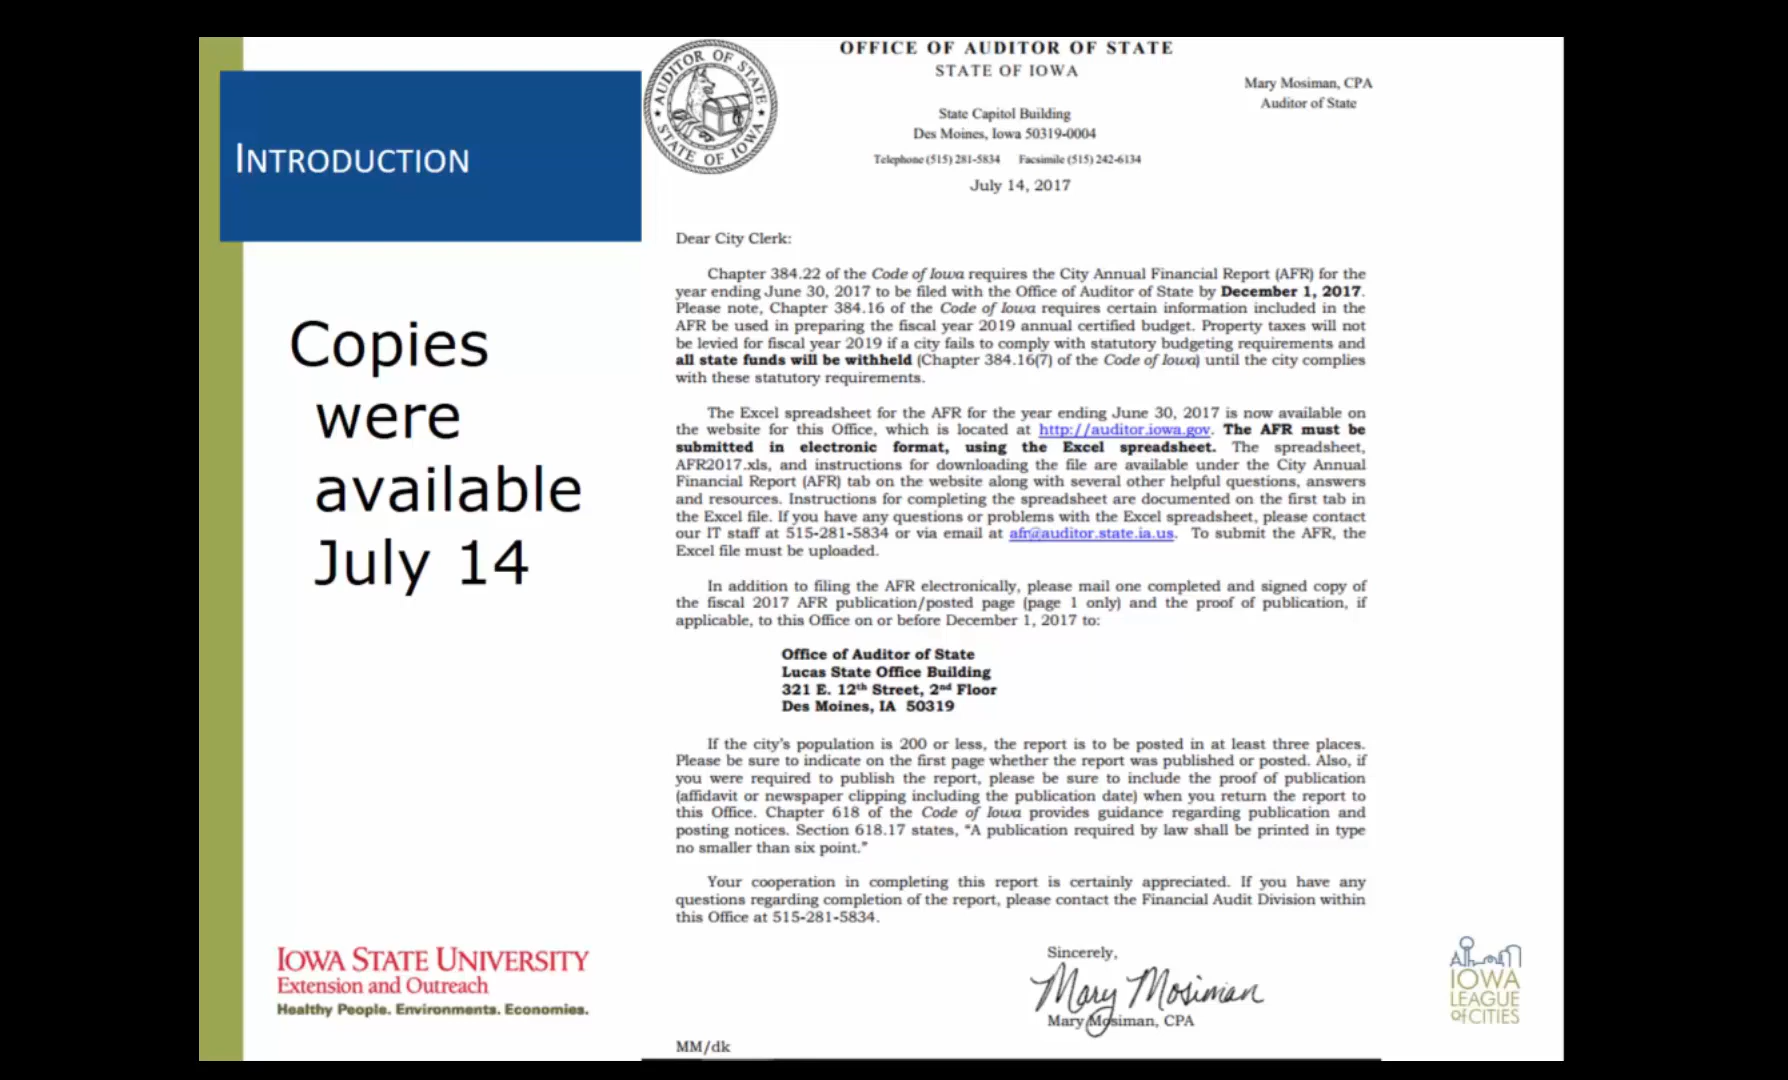 INTRODUCTION
Copies
were
available
July 14
AUDITOR OF STATE
STATE OF IOWA
OFFICE OF AUDITOR OF STATE
STATE OF IOWA
Mary Mosiman, CPA
Auditor of State
State Capitol Building
Des Moines, Iowa 50319-0004
Telephone (515) 281-5834 Facsimile (515) 242-6134
July 14, 2017
Dear City Clerk:
Chapter 384.22 of the Code of Iowa requires the City Annual Financial Report (AFR) for the
year ending June 30, 2017 to be filed with the Office of Auditor of State by December 1, 2017.
Please note, Chapter 384.16 of the Code of Iowa requires certain information included in the
AFR be used in preparing the fiscal year 2019 annual certified budget. Property taxes will not
be levied for fiscal year 2019 if a city fails to comply with statutory budgeting requirements and
all state funds will be withheld (Chapter 384.16(7) of the Code of Iowa) until the city complies
with these statutory requirements.
The Excel spreadsheet for the AFR for the year ending June 30, 2017 is now available on
the website for this Office, which is located at http://auditor.iowa.gov. The AFR must be
submitted in electronic format, using the Excel spreadsheet. The spreadsheet,
AFR2017.xls, and instructions for downloading the file are available under the City Annual
Financial Report (AFR) tab on the website along with several other helpful questions, answers
and resources. Instructions for completing the spreadsheet are documented on the first tab in
the Excel file. If you have any questions or problems with the Excel spreadsheet, please contact
our IT staff at 515-281-5834 or via email at afr@auditor.state.ia.us. To submit the AFR, the
Excel file must be uploaded.
In addition to filing the AFR electronically, please mail one completed and signed copy of
the fiscal 2017 AFR publication/posted page (page 1 only) and the proof of publication, if
applicable, to this Office on or before December 1, 2017 to:
Office of Auditor of State
Lucas State Office Building
321 E. 12th Street, 2nd Floor
Des Moines, IA 50319
If the city's population is 200 or less, the report is to be posted in at least three places.
Please be sure to indicate on the first page whether the report was published or posted. Also, if
you were required to publish the report, please be sure to include the proof of publication
(affidavit or newspaper clipping including the publication date) when you return the report to
this Office. Chapter 618 of the Code of Iowa provides guidance regarding publication and
posting notices. Section 618.17 states, "A publication required by law shall be printed in type
no smaller than six point."
Your cooperation in completing this report is certainly appreciated. If you have any
questions regarding completion of the report, please contact the Financial Audit Division within
this Office at 515-281-5834.
Sincerely,
Mary Mosiman
Mary Mosiman, CPA
MM/dk
IOWA STATE UNIVERSITY
Extension and Outreach
Healthy People. Environments. Economies.
IOWA
LEAGUE
of CITIES